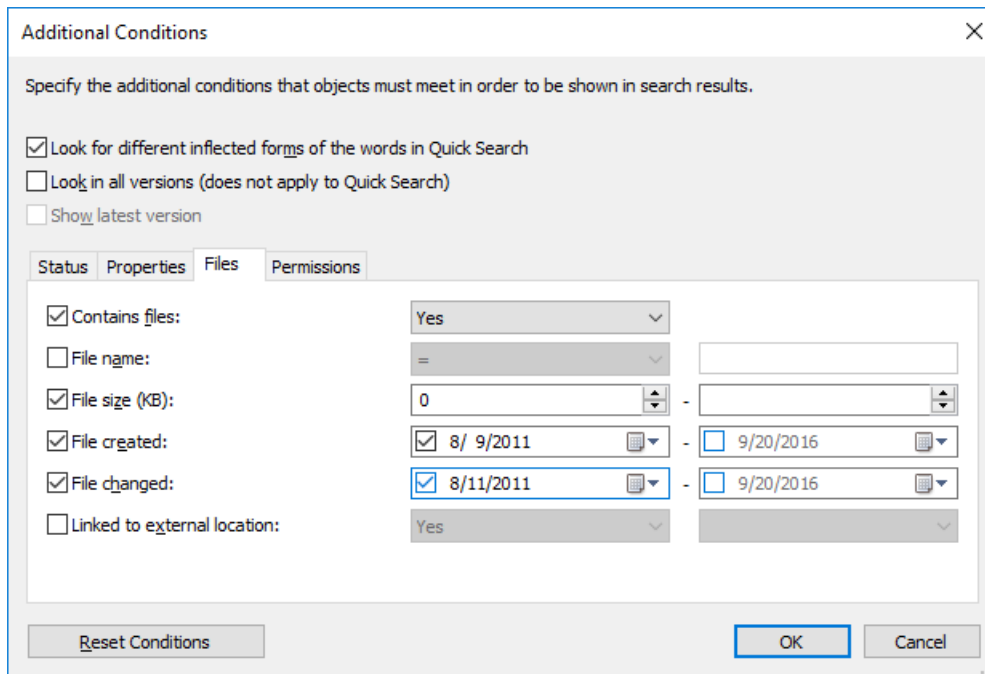 Additional Conditions
Specify the additional conditions that objects must meet in order to be shown in search results.
Look for different inflected forms of the words in Quick Search
Look in all versions (does not apply to Quick Search)
Show latest version
Status Properties Files Permissions
Contains files: Yes
File name: =
File size (KB): 0 -
File created: 8/ 9/2011 - 9/20/2016
File changed: 8/11/2011 - 9/20/2016
Linked to external location: Yes
Reset Conditions OK Cancel